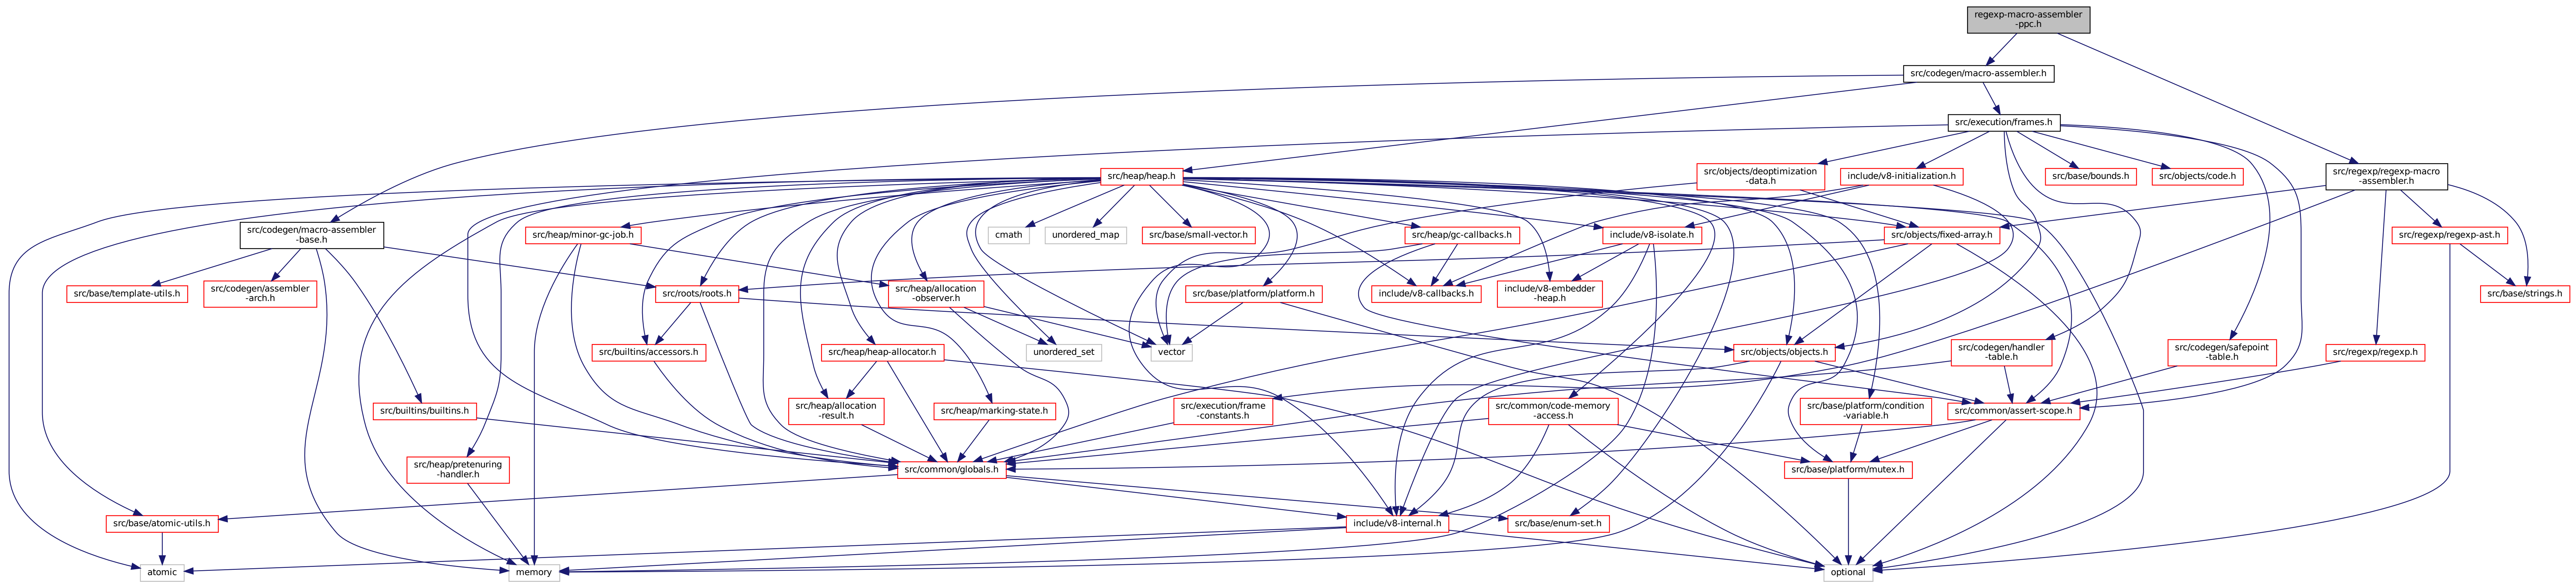 regexp-macro-assembler
-ppc.h
src/codegen/macro-assembler.h
src/execution/frames.h
src/heap/heap.h
src/objects/deoptimization
-data.h
include/v8-initialization.h
src/base/bounds.h
src/objects/code.h
src/regexp/regexp-macro
-assembler.h
src/codegen/macro-assembler
-base.h
src/heap/minor-gc-job.h
cmath
unordered_map
src/base/small-vector.h
src/heap/gc-callbacks.h
include/v8-isolate.h
src/objects/fixed-array.h
src/regexp/regexp-ast.h
src/base/template-utils.h
src/codegen/assembler
-arch.h
src/roots/roots.h
src/heap/allocation
-observer.h
src/base/platform/platform.h
include/v8-callbacks.h
include/v8-embedder
-heap.h
src/base/strings.h
src/builtins/accessors.h
src/heap/heap-allocator.h
unordered_set
vector
src/objects/objects.h
src/codegen/handler
-table.h
src/codegen/safepoint
-table.h
src/regexp/regexp.h
src/builtins/builtins.h
src/heap/allocation
-result.h
src/heap/marking-state.h
src/execution/frame
-constants.h
src/common/code-memory
-access.h
src/base/platform/condition
-variable.h
src/common/assert-scope.h
src/heap/pretenuring
-handler.h
src/common/globals.h
src/base/platform/mutex.h
src/base/atomic-utils.h
include/v8-internal.h
src/base/enum-set.h
atomic
memory
optional